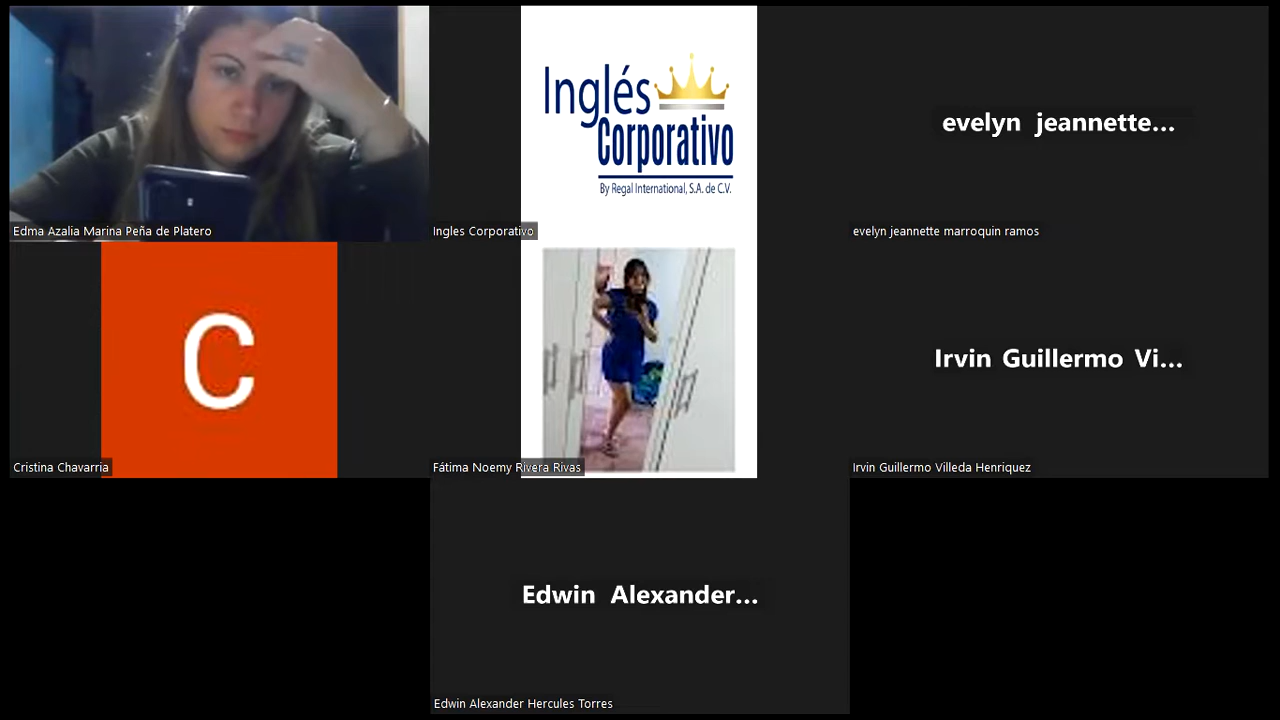 Inglés
Corporativo
By Regal International, S.A. de C.V.
evelyn jeannette...
Edma Azalia Marina Peña de Platero
Ingles Corporativo
evelyn jeannette marroquin ramos
C
Irvin Guillermo Vi...
Cristina Chavarria
Fátima Noemy Rivera Rivas
Irvin Guillermo Villeda Henriquez
Edwin Alexander...
Edwin Alexander Hercules Torres